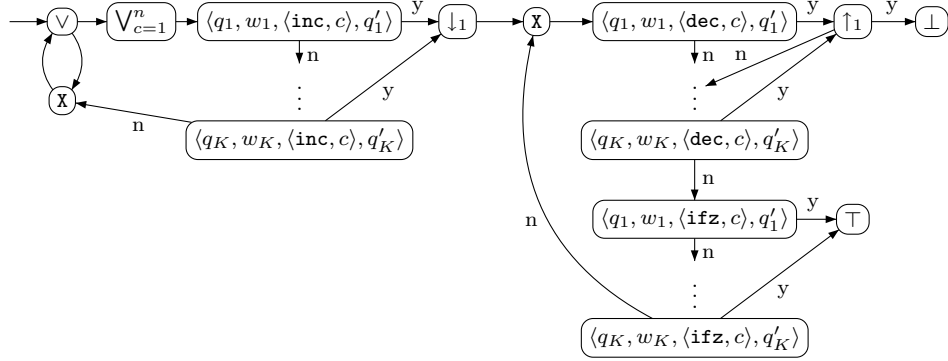 ∨ ⋁ⁿ_{c=1} ⟨q₁, w₁, ⟨inc, c⟩, q′₁⟩ y ↓₁ X ⟨q₁, w₁, ⟨dec, c⟩, q′₁⟩ y ↑₁ y ⊥
n n n
X ⋮ y ⋮ y
n ⟨q_K, w_K, ⟨inc, c⟩, q′_K⟩ ⟨q_K, w_K, ⟨dec, c⟩, q′_K⟩
n
n ⟨q₁, w₁, ⟨ifz, c⟩, q′₁⟩ y ⊤
n
⋮ y
⟨q_K, w_K, ⟨ifz, c⟩, q′_K⟩